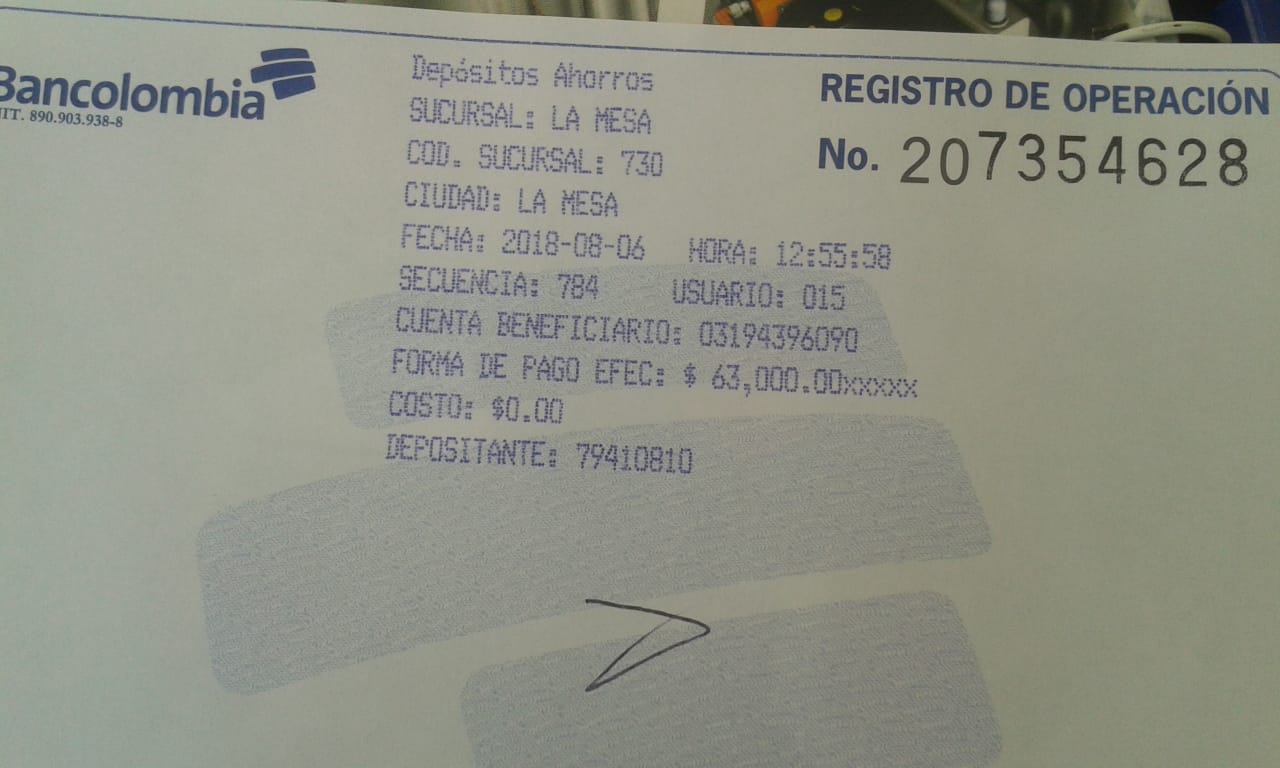 Bancolombia
NIT. 890.903.938-8
Depósitos Ahorros
SUCURSAL: LA MESA
COD. SUCURSAL: 730
CIUDAD: LA MESA
FECHA: 2018-08-06 HORA: 12:55:58
SECUENCIA: 784 USUARIO: 015
CUENTA BENEFICIARIO: 03194396090
FORMA DE PAGO EFEC: $ 63,000.00xxxxxx
COSTO: $0.00
DEPOSITANTE: 79410810
REGISTRO DE OPERACIÓN
No. 207354628